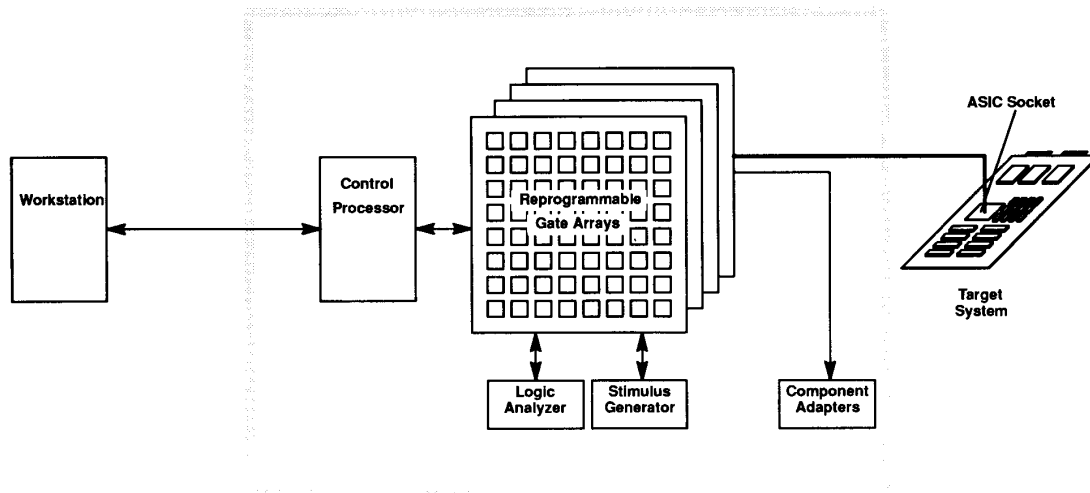 ASIC Socket
Workstation
Control
Processor
Reprogrammable
Gate Arrays
Target
System
Logic
Analyzer
Stimulus
Generator
Component
Adapters